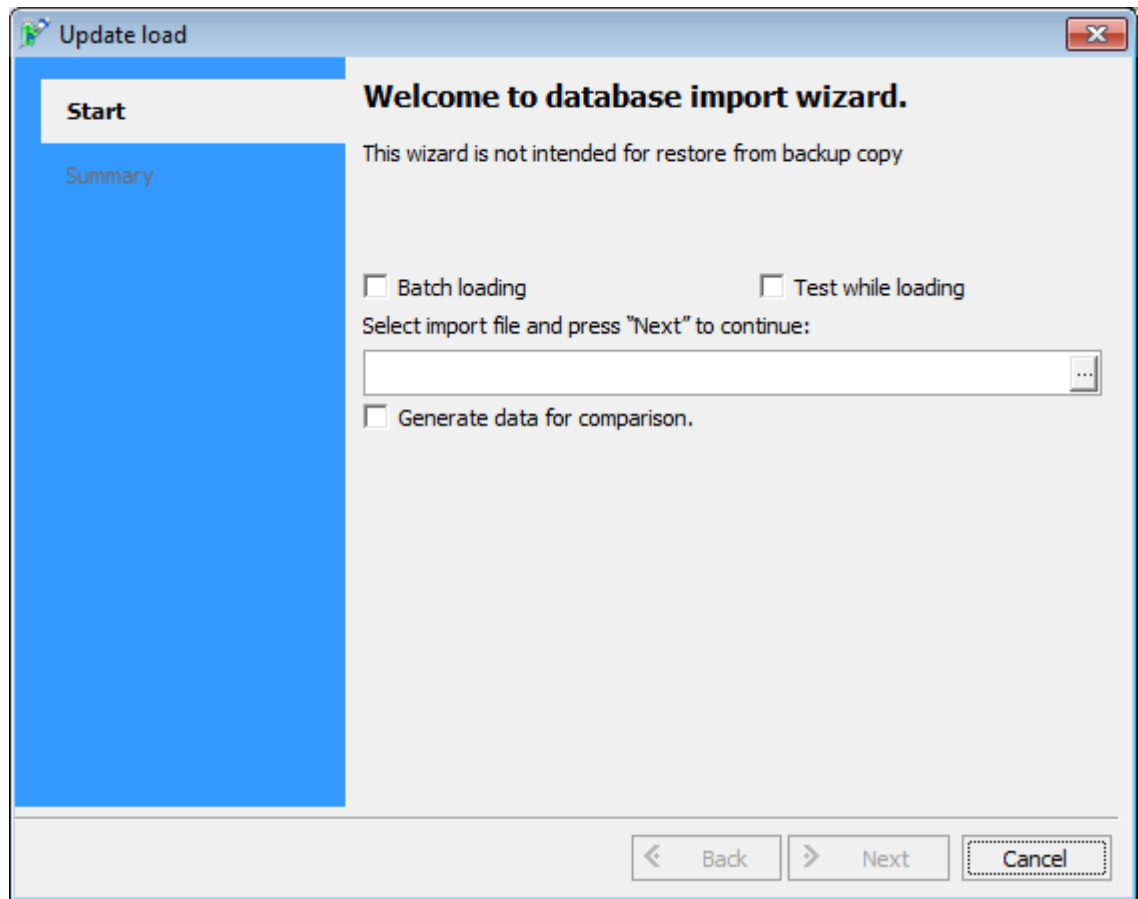 Update load
Start
Summary
Welcome to database import wizard.
This wizard is not intended for restore from backup copy
Batch loading
Test while loading
Select import file and press “Next” to continue:
...
Generate data for comparison.
Back
Next
Cancel